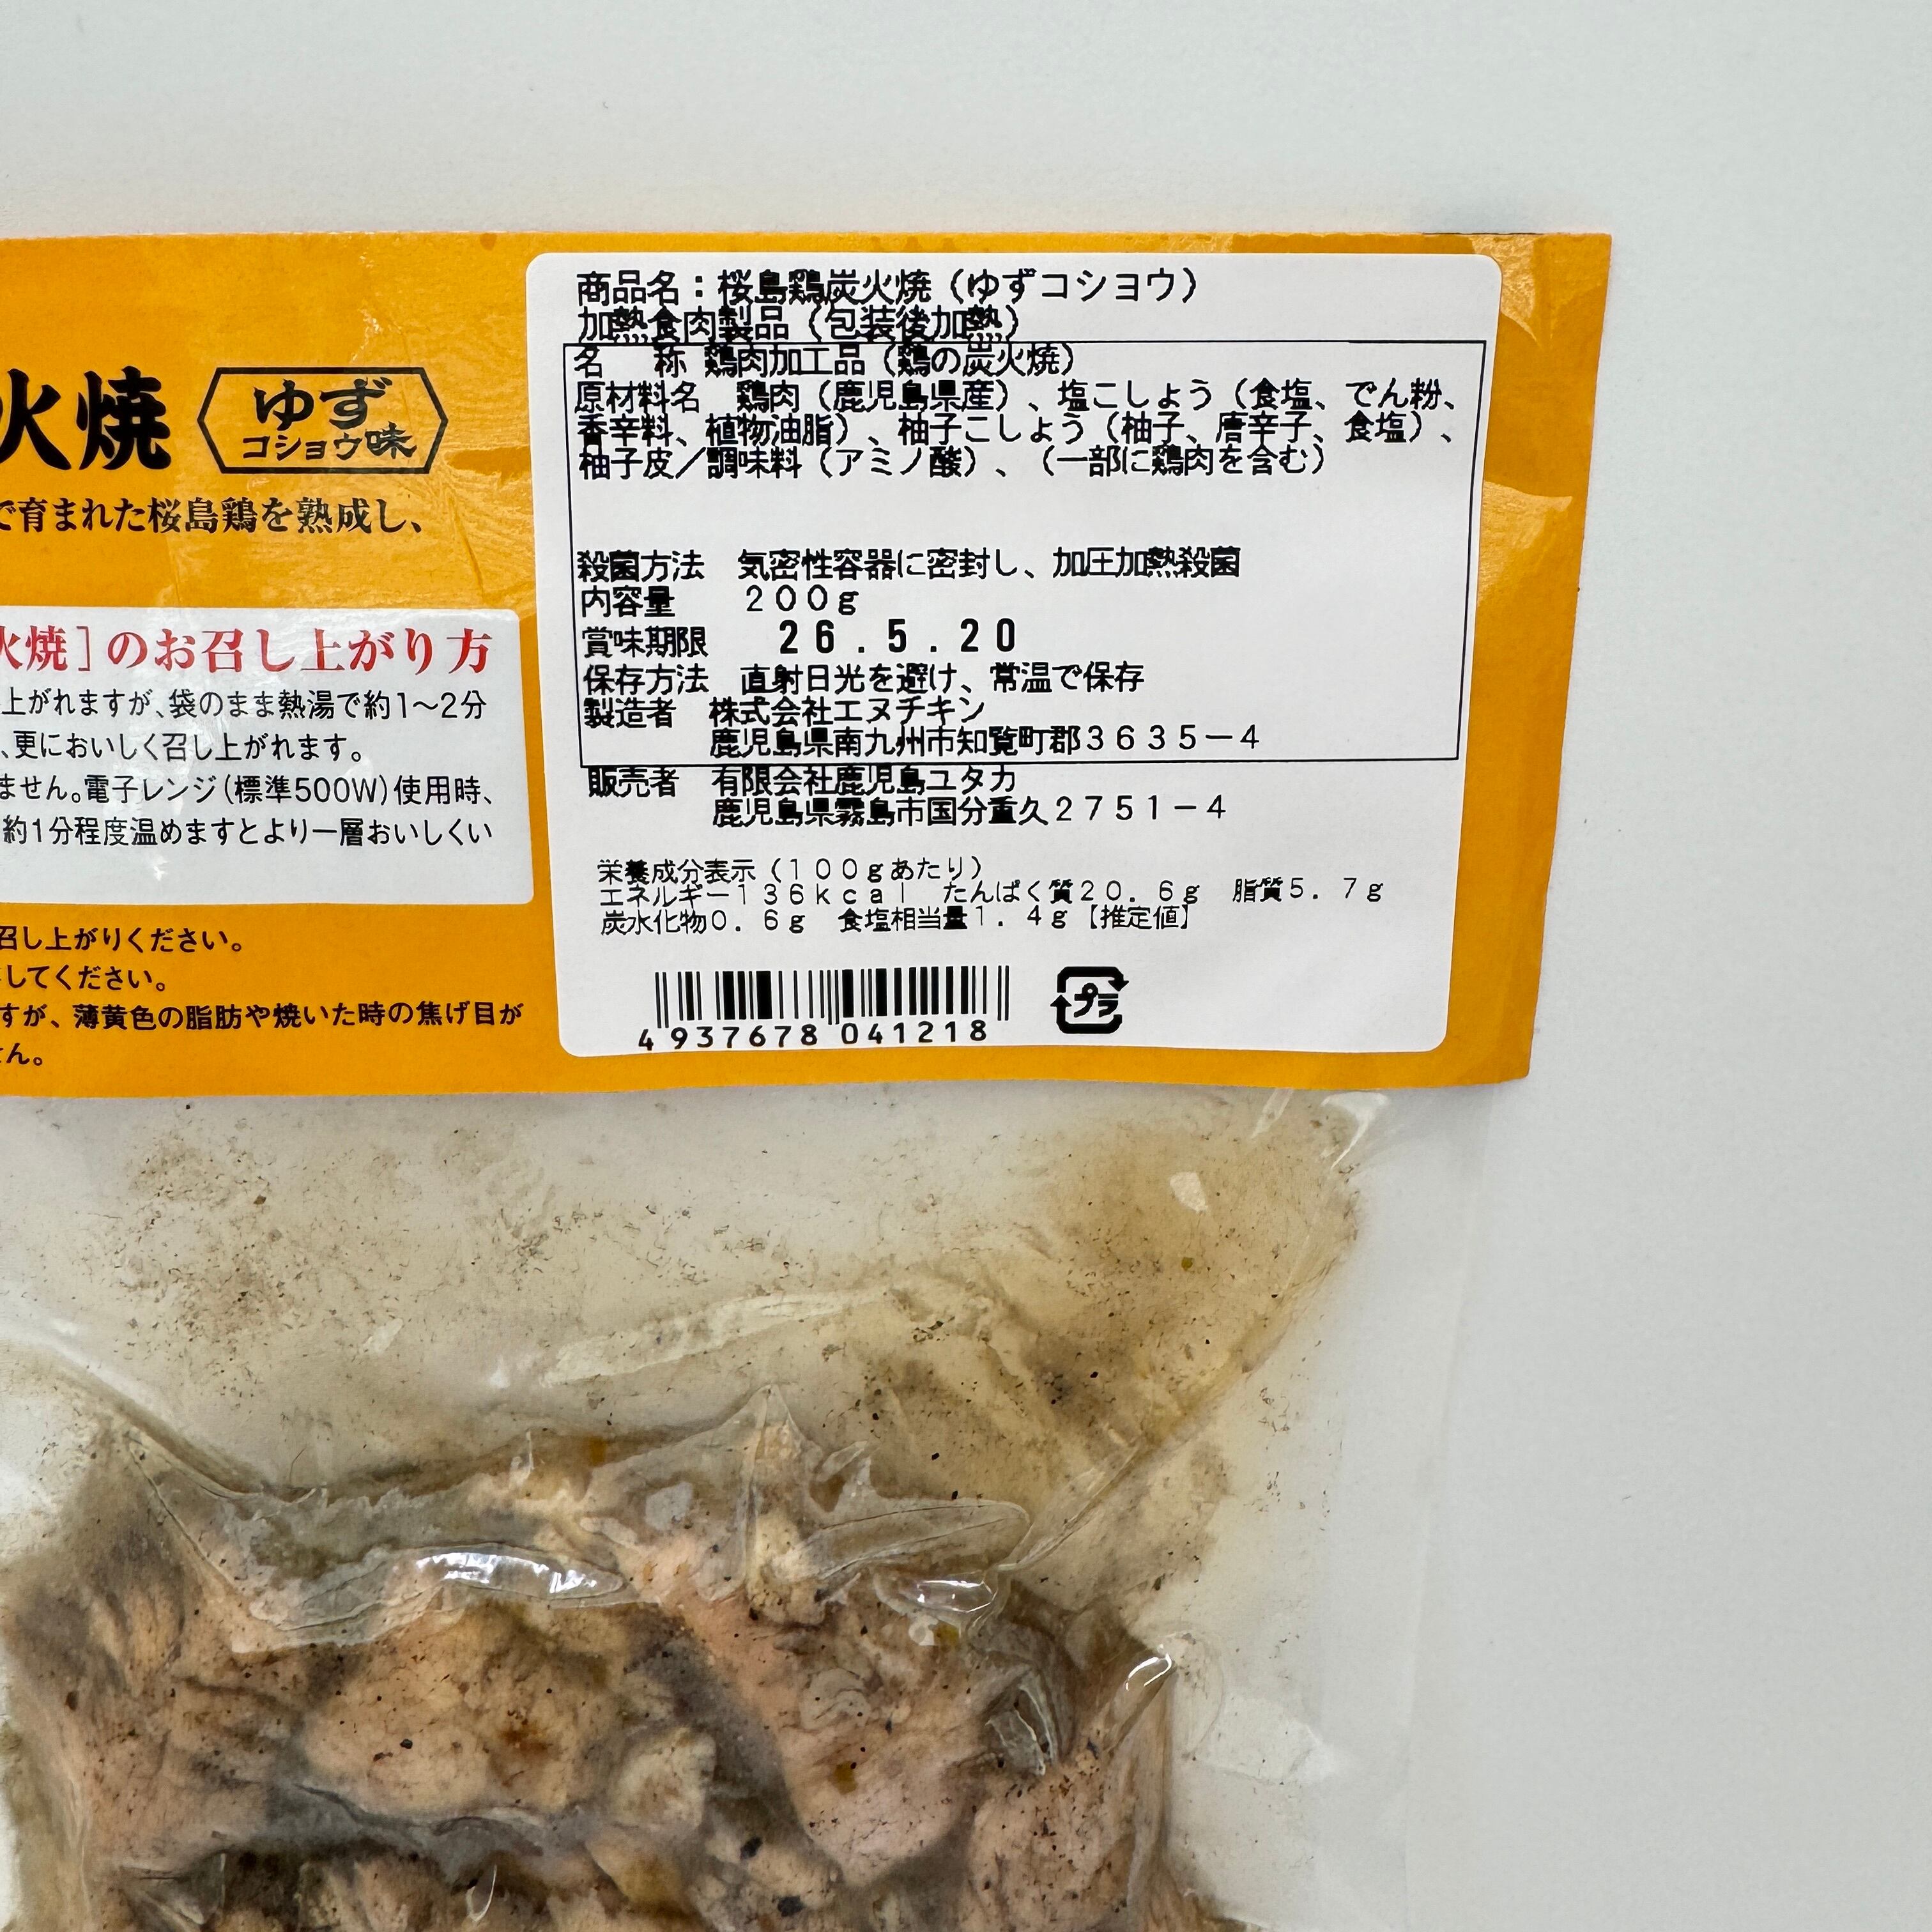 火焼
ゆず
コショウ味
で育まれた桜島鶏を熟成し、
火焼]のお召し上がり方
上がれますが、袋のまま熱湯で約1〜2分
、更においしく召し上がれます。
ません。電子レンジ(標準500W)使用時、
約1分程度温めますとより一層おいしくい
召し上がりください。
してください。
すが、薄黄色の脂肪や焼いた時の焦げ目が
せん。
商品名：桜島鶏炭火焼（ゆずコショウ）
加熱食肉製品（包装後加熱）
名　称 鶏肉加工品（鶏の炭火焼）
原材料名　鶏肉（鹿児島県産）、塩こしょう（食塩、でん粉、
香辛料、植物油脂）、柚子こしょう（柚子、唐辛子、食塩）、
柚子皮／調味料（アミノ酸）、（一部に鶏肉を含む）
殺菌方法　気密性容器に密封し、加圧加熱殺菌
内容量　２００ｇ
賞味期限　26.5.20
保存方法　直射日光を避け、常温で保存
製造者　株式会社エヌチキン
鹿児島県南九州市知覧町郡３６３５－４
販売者　有限会社鹿児島ユタカ
鹿児島県霧島市国分重久２７５１－４
栄養成分表示（１００ｇあたり）
エネルギー１３６ｋｃａｌ　たんぱく質２０．６ｇ　脂質５．７ｇ
炭水化物０．６ｇ　食塩相当量１．４ｇ【推定値】
4 937678 041218
プラ